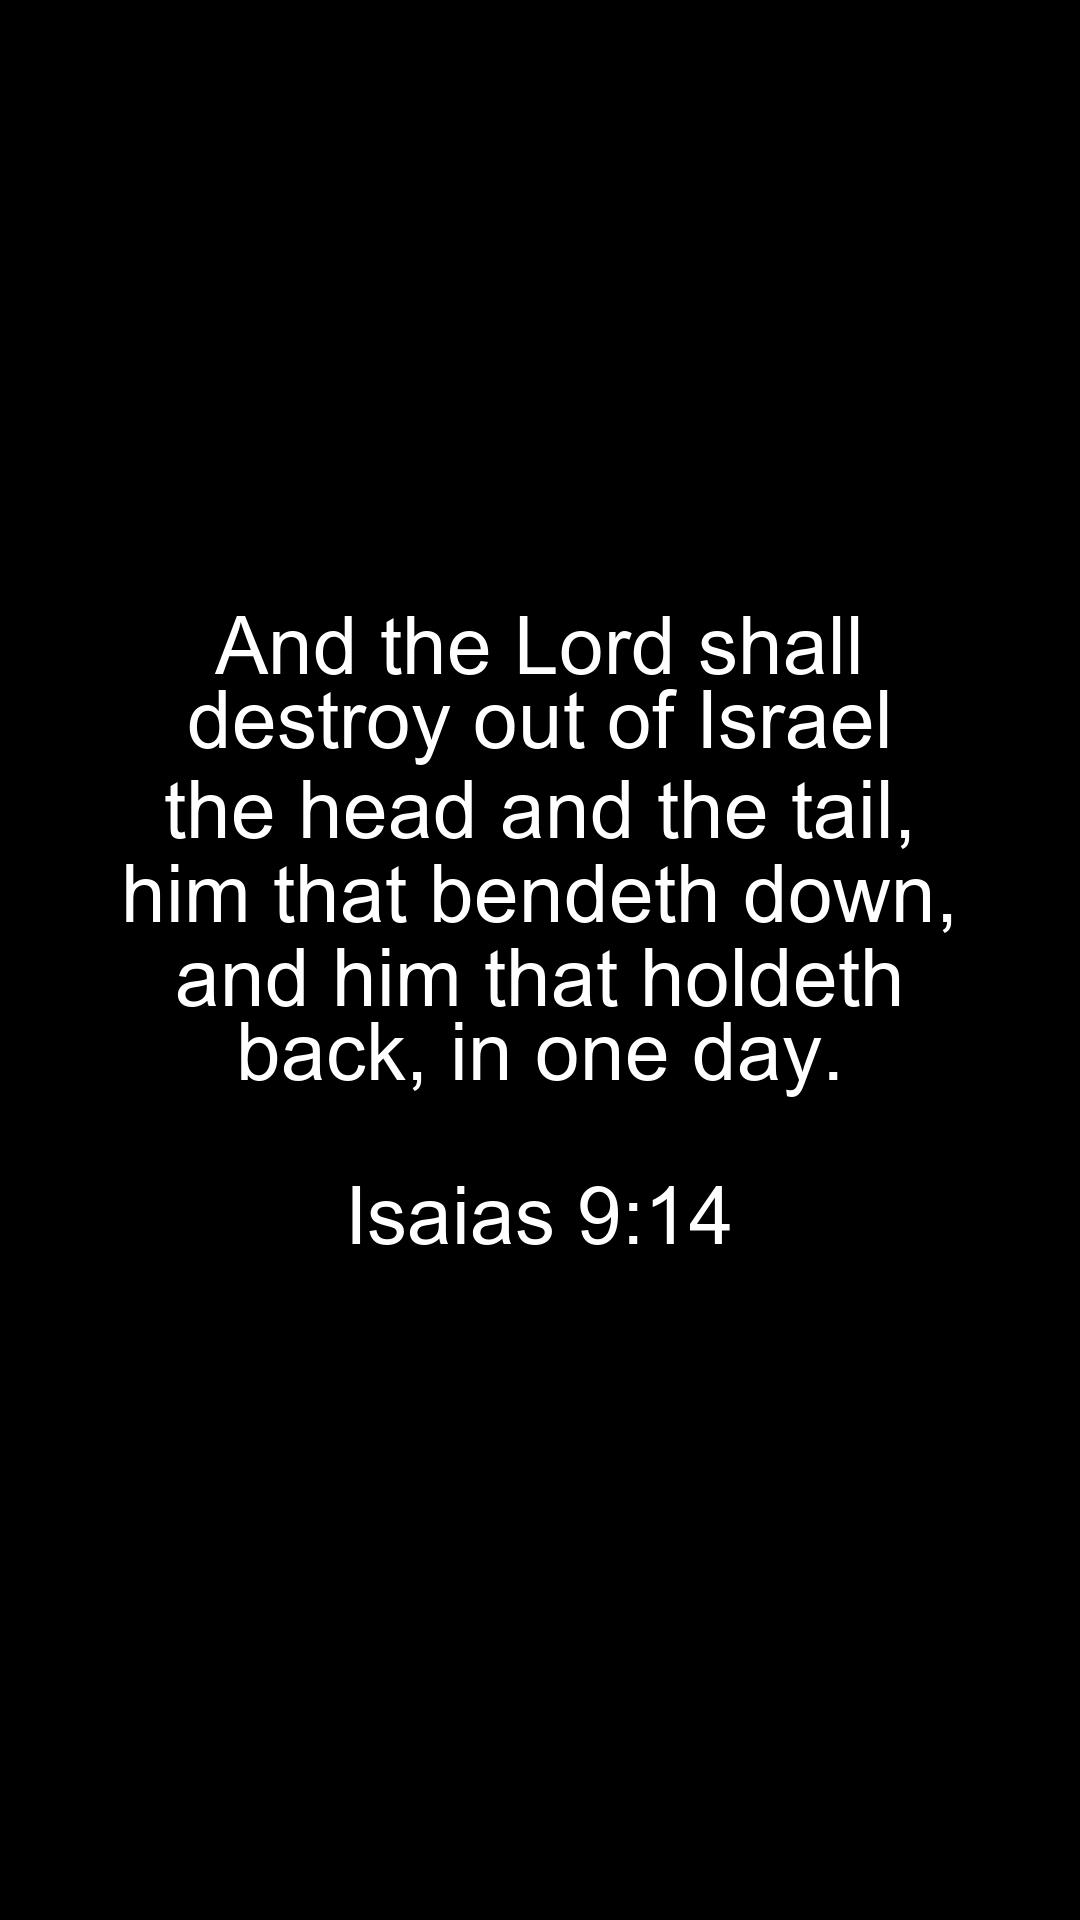 And the Lord shall
destroy out of Israel
the head and the tail,
him that bendeth down,
and him that holdeth
back, in one day.
Isaias 9:14